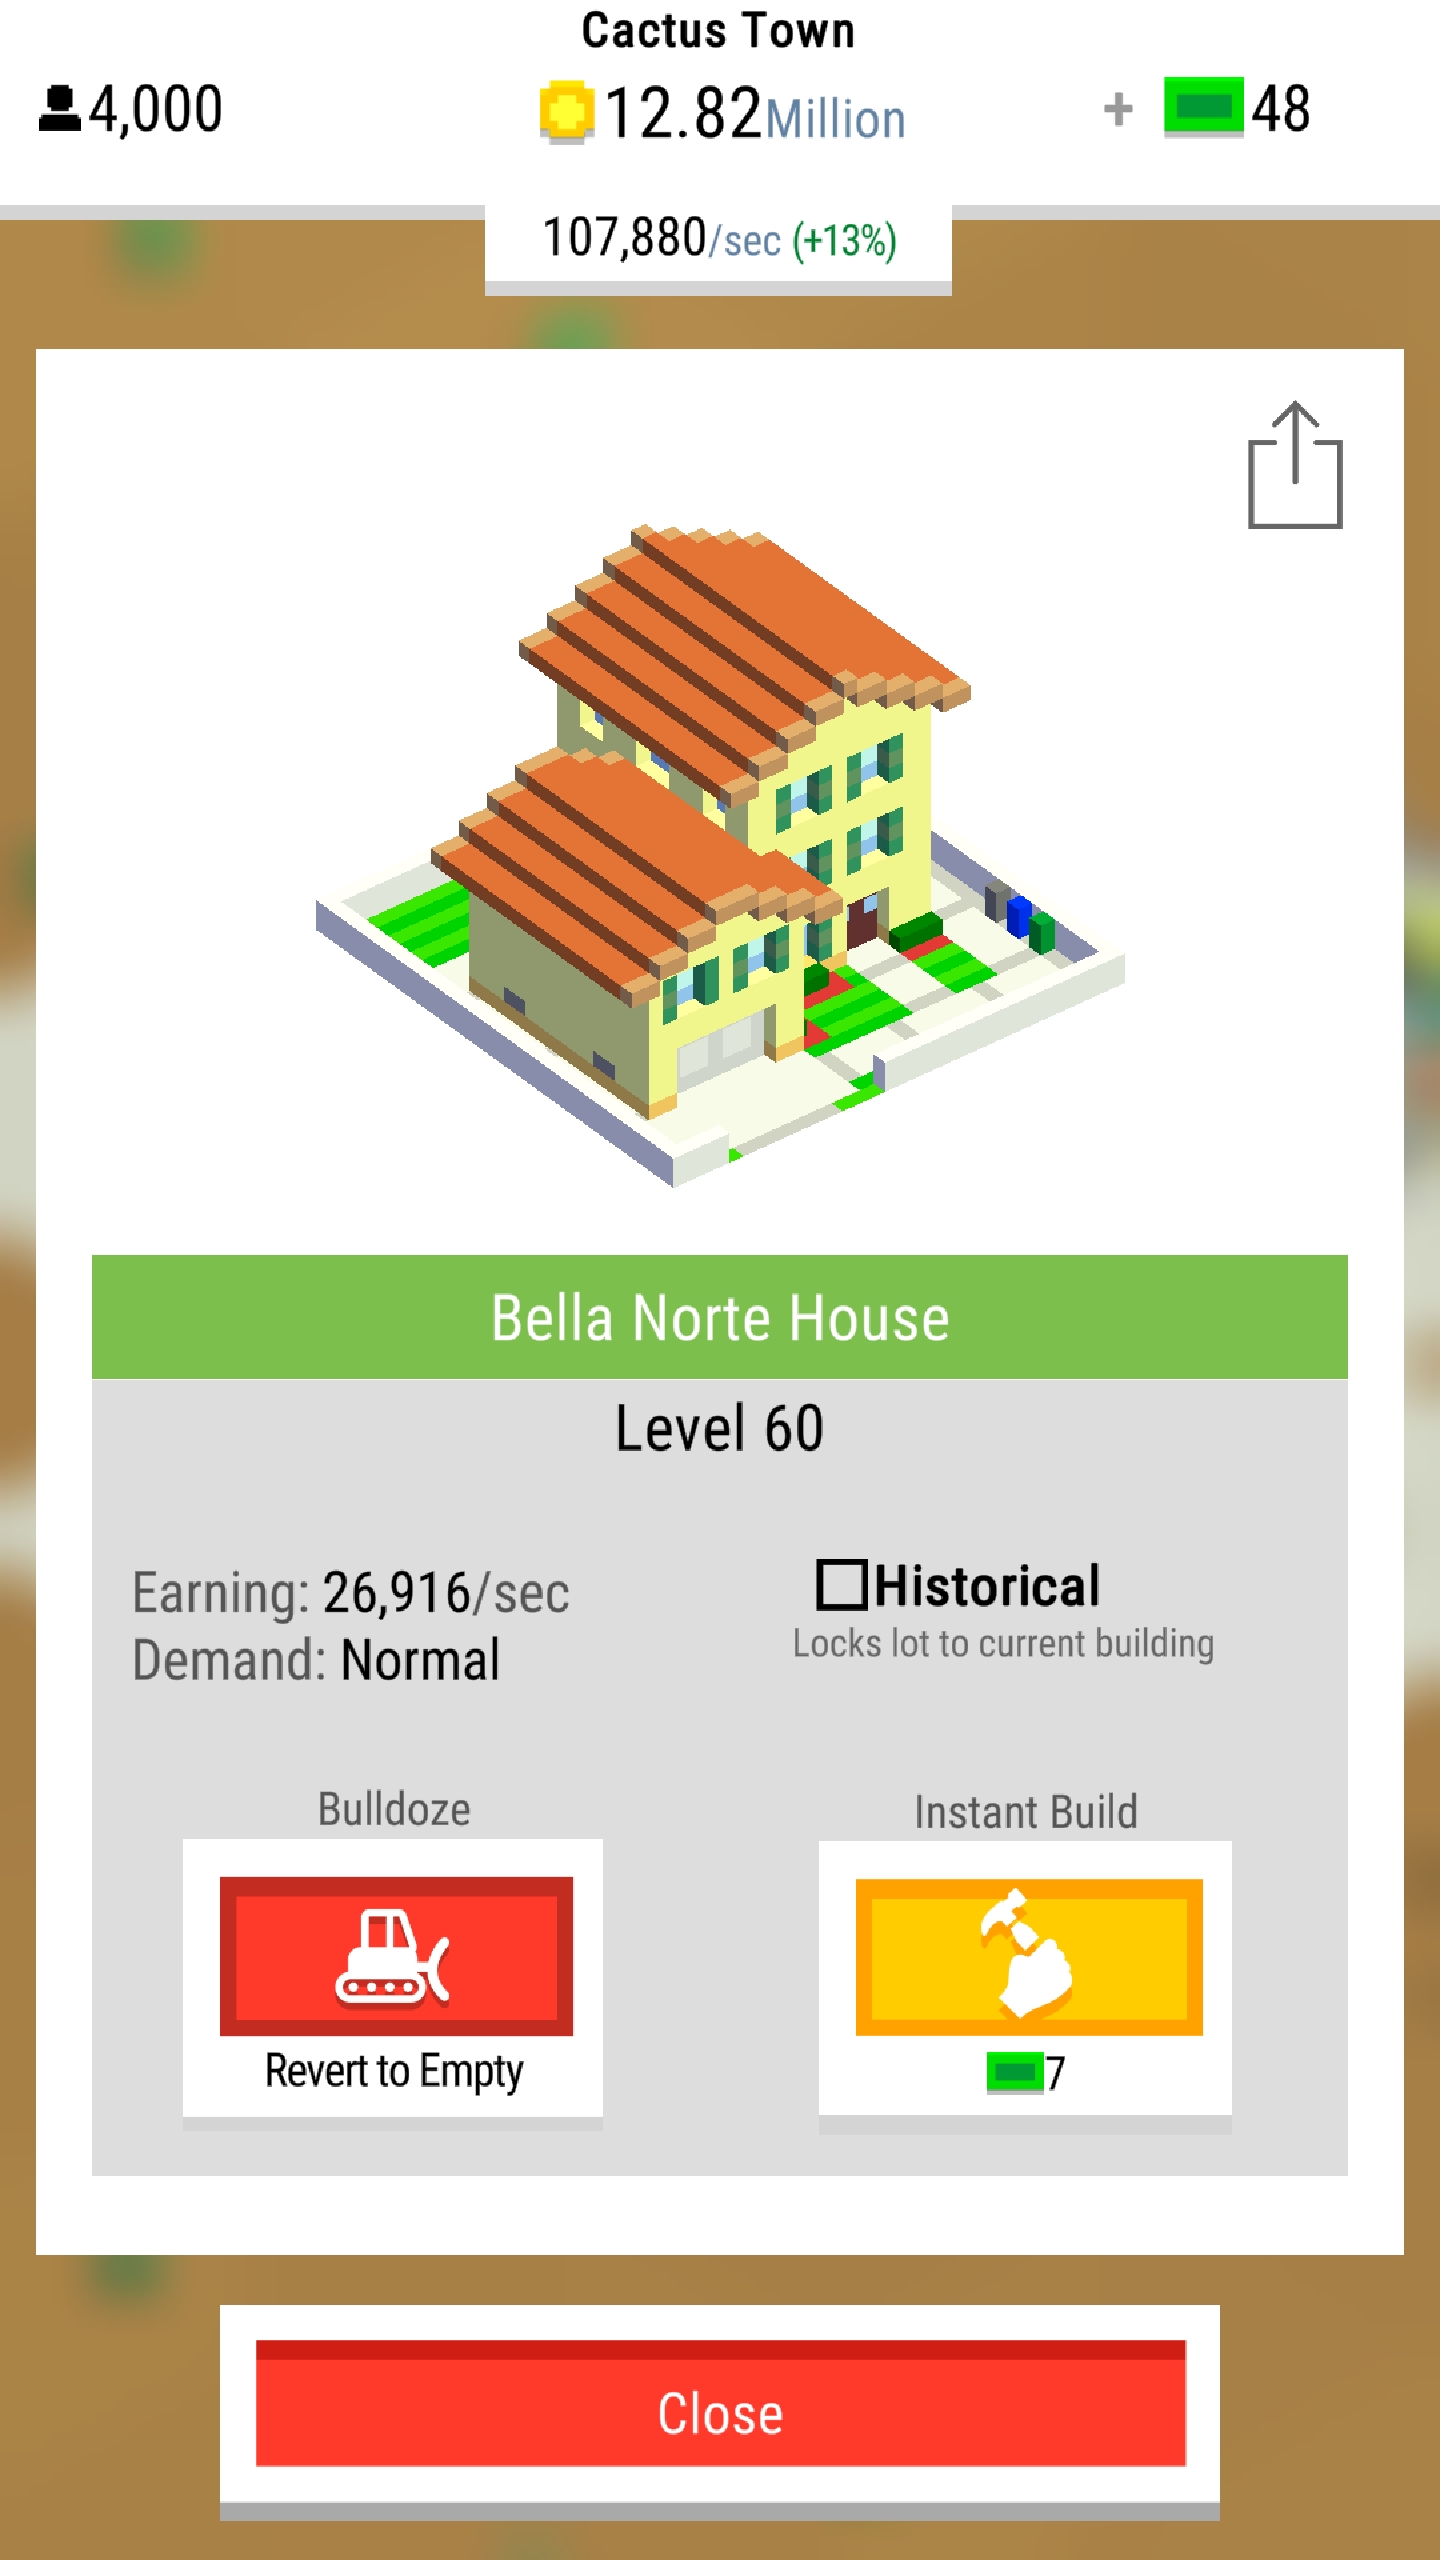 Cactus Town
4,000
12.82Million
+ 48
107,880/sec (+13%)
Bella Norte House
Level 60
Earning: 26,916/sec
Demand: Normal
Historical
Locks lot to current building
Bulldoze
Revert to Empty
Instant Build
7
Close